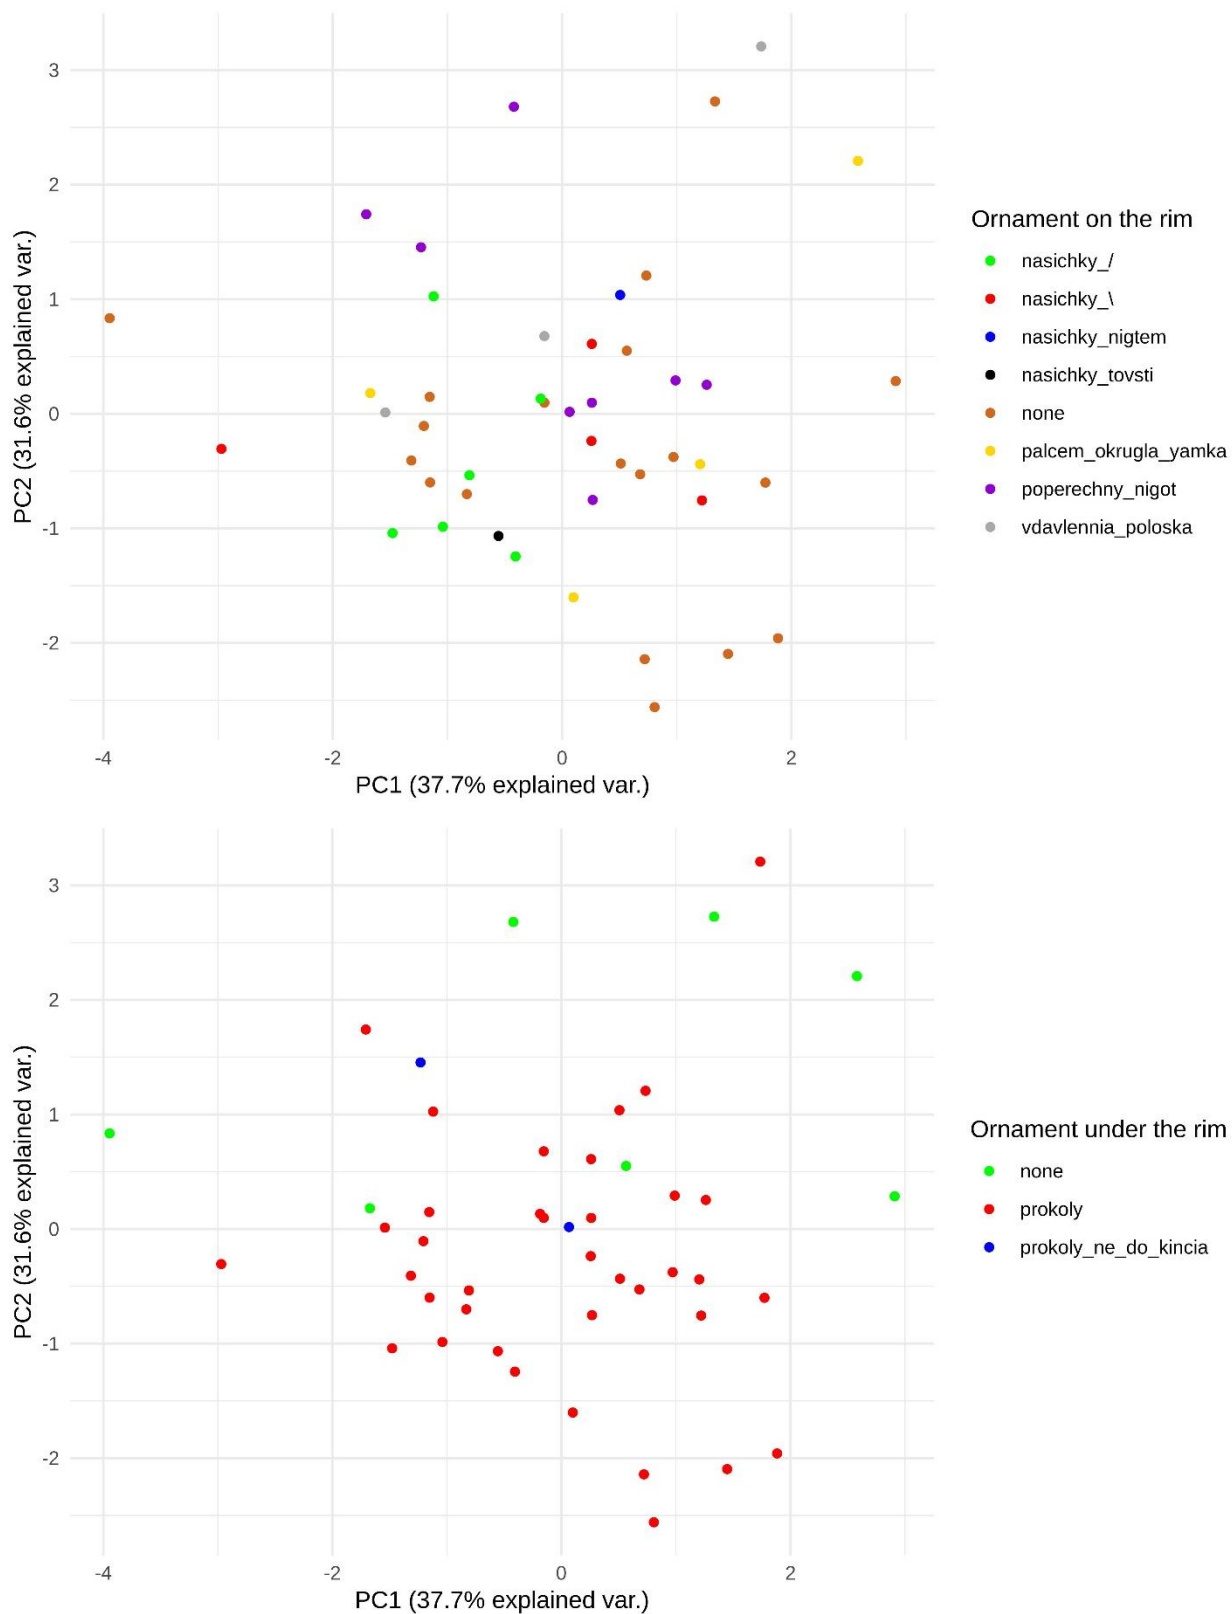 3
2
1
0
-1
-2
PC2 (31.6% explained var.)
-4
-2
0
2
PC1 (37.7% explained var.)
Ornament on the rim
nasichky_/
nasichky_\
nasichky_nigtem
nasichky_tovsti
none
palcem_okrugla_yamka
poperechny_nigot
vdavlennia_poloska
3
2
1
0
-1
-2
PC2 (31.6% explained var.)
-4
-2
0
2
PC1 (37.7% explained var.)
Ornament under the rim
none
prokoly
prokoly_ne_do_kincia